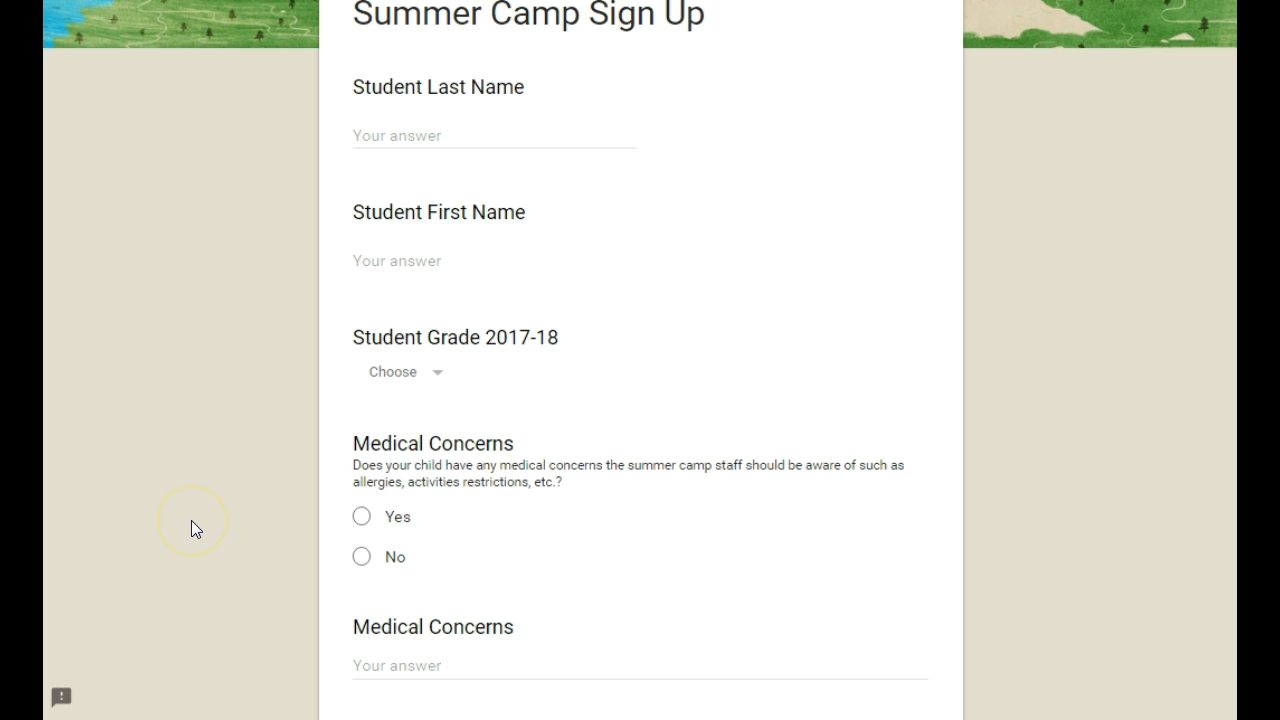 Summer Camp Sign Up
Student Last Name
Your answer
Student First Name
Your answer
Student Grade 2017-18
Choose
Medical Concerns
Does your child have any medical concerns the summer camp staff should be aware of such as
allergies, activities restrictions, etc.?
Yes
No
Medical Concerns
Your answer